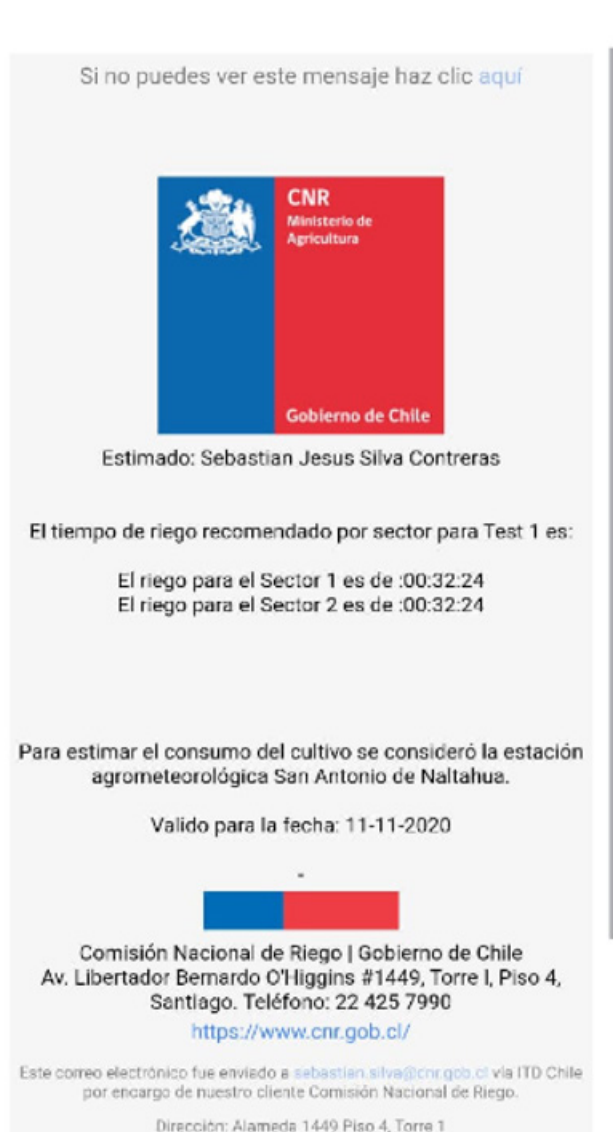 Si no puedes ver este mensaje haz clic aquí
CNR
Ministerio de
Agricultura
Gobierno de Chile
Estimado: Sebastian Jesus Silva Contreras
El tiempo de riego recomendado por sector para Test 1 es:
El riego para el Sector 1 es de :00:32:24
El riego para el Sector 2 es de :00:32:24
Para estimar el consumo del cultivo se consideró la estación
agrometeorológica San Antonio de Naltahua.
Valido para la fecha: 11-11-2020
-
Comisión Nacional de Riego | Gobierno de Chile
Av. Libertador Bernardo O'Higgins #1449, Torre I, Piso 4,
Santiago. Teléfono: 22 425 7990
https://www.cnr.gob.cl/
Este correo electrónico fue enviado a sebastian.silva@cnr.gob.cl vía ITD Chile
por encargo de nuestro cliente Comisión Nacional de Riego.
Dirección: Alameda 1449 Piso 4, Torre 1